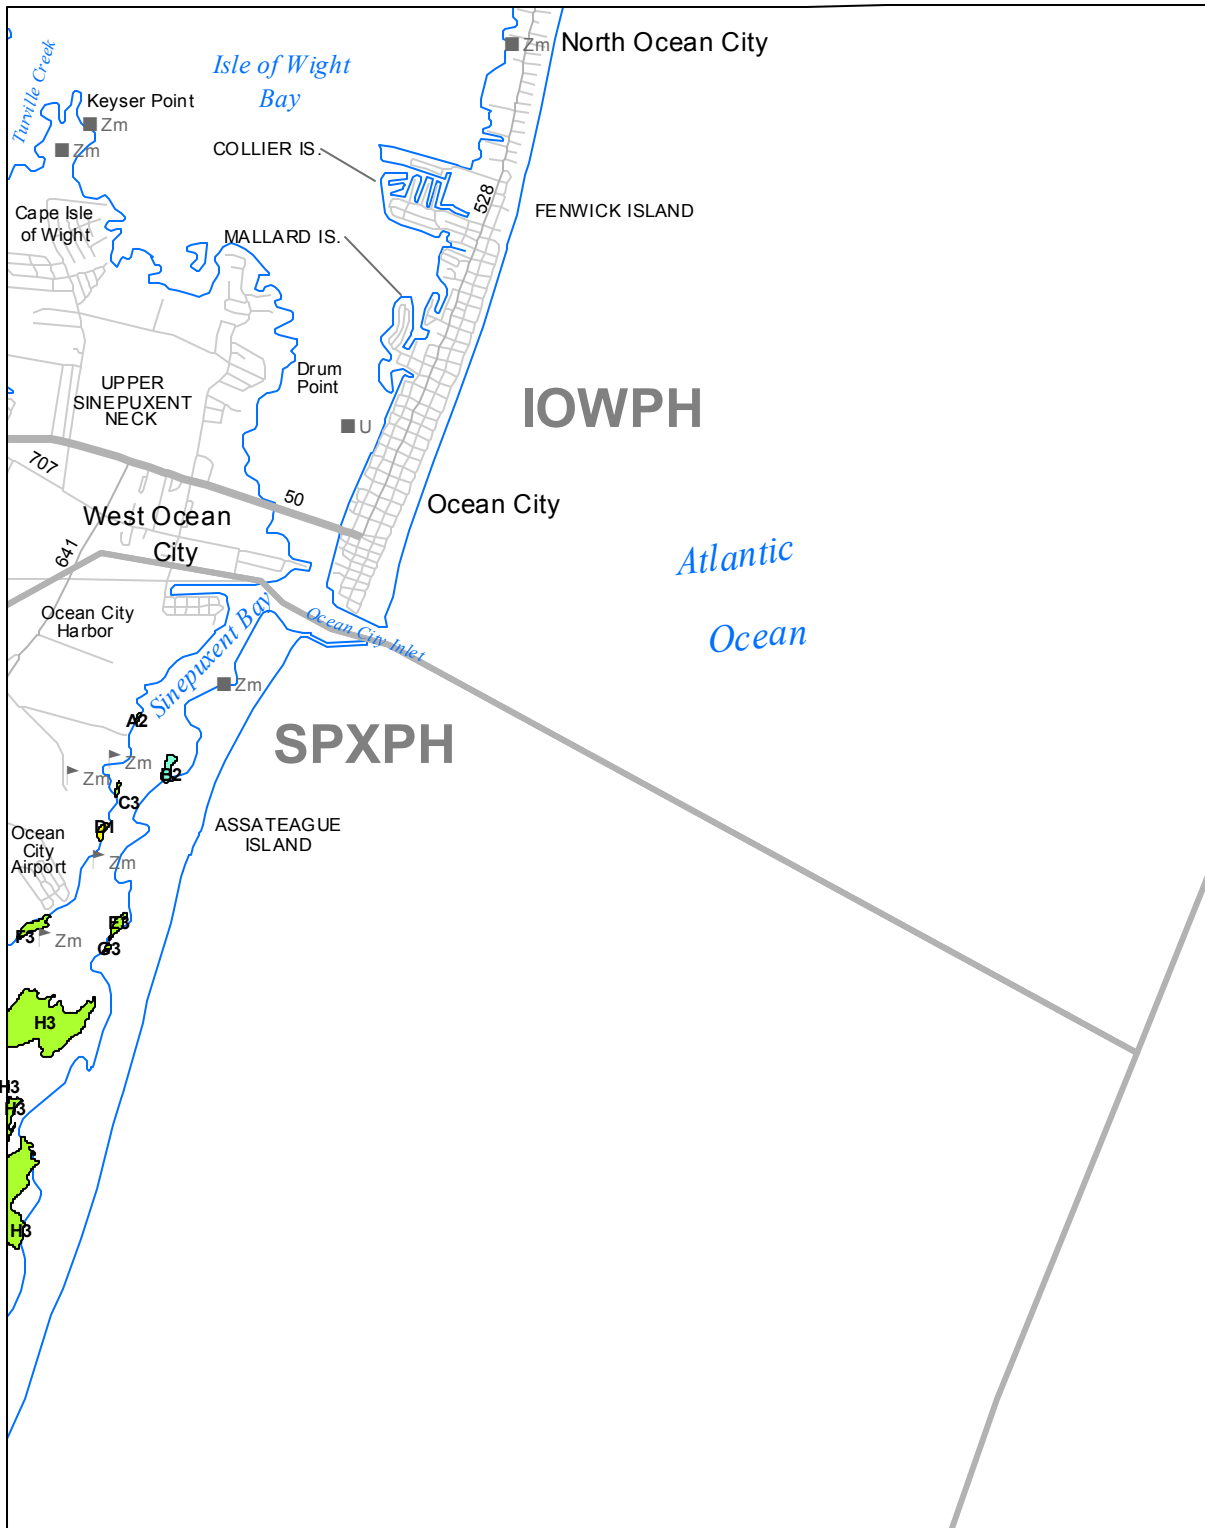 Zm North Ocean City
Isle of Wight
Bay
Turville Creek
Keyser Point
Zm
Zm
COLLIER IS.
528
Cape Isle
of Wight
FENWICK ISLAND
MALLARD IS.
Drum
Point
UPPER
SINEPUXENT
NECK
IOWPH
U
707
50
Ocean City
West Ocean
City
641
Atlantic
Ocean
Ocean City
Harbor
Sinepuxent Bay
Ocean City Inlet
Zm
A2
SPXPH
Zm
Zm
B2
C3
D1
Ocean
City
Airport
ASSATEAGUE
ISLAND
Zm
E3
F3
Zm
G3
H3
H3
H3
H3